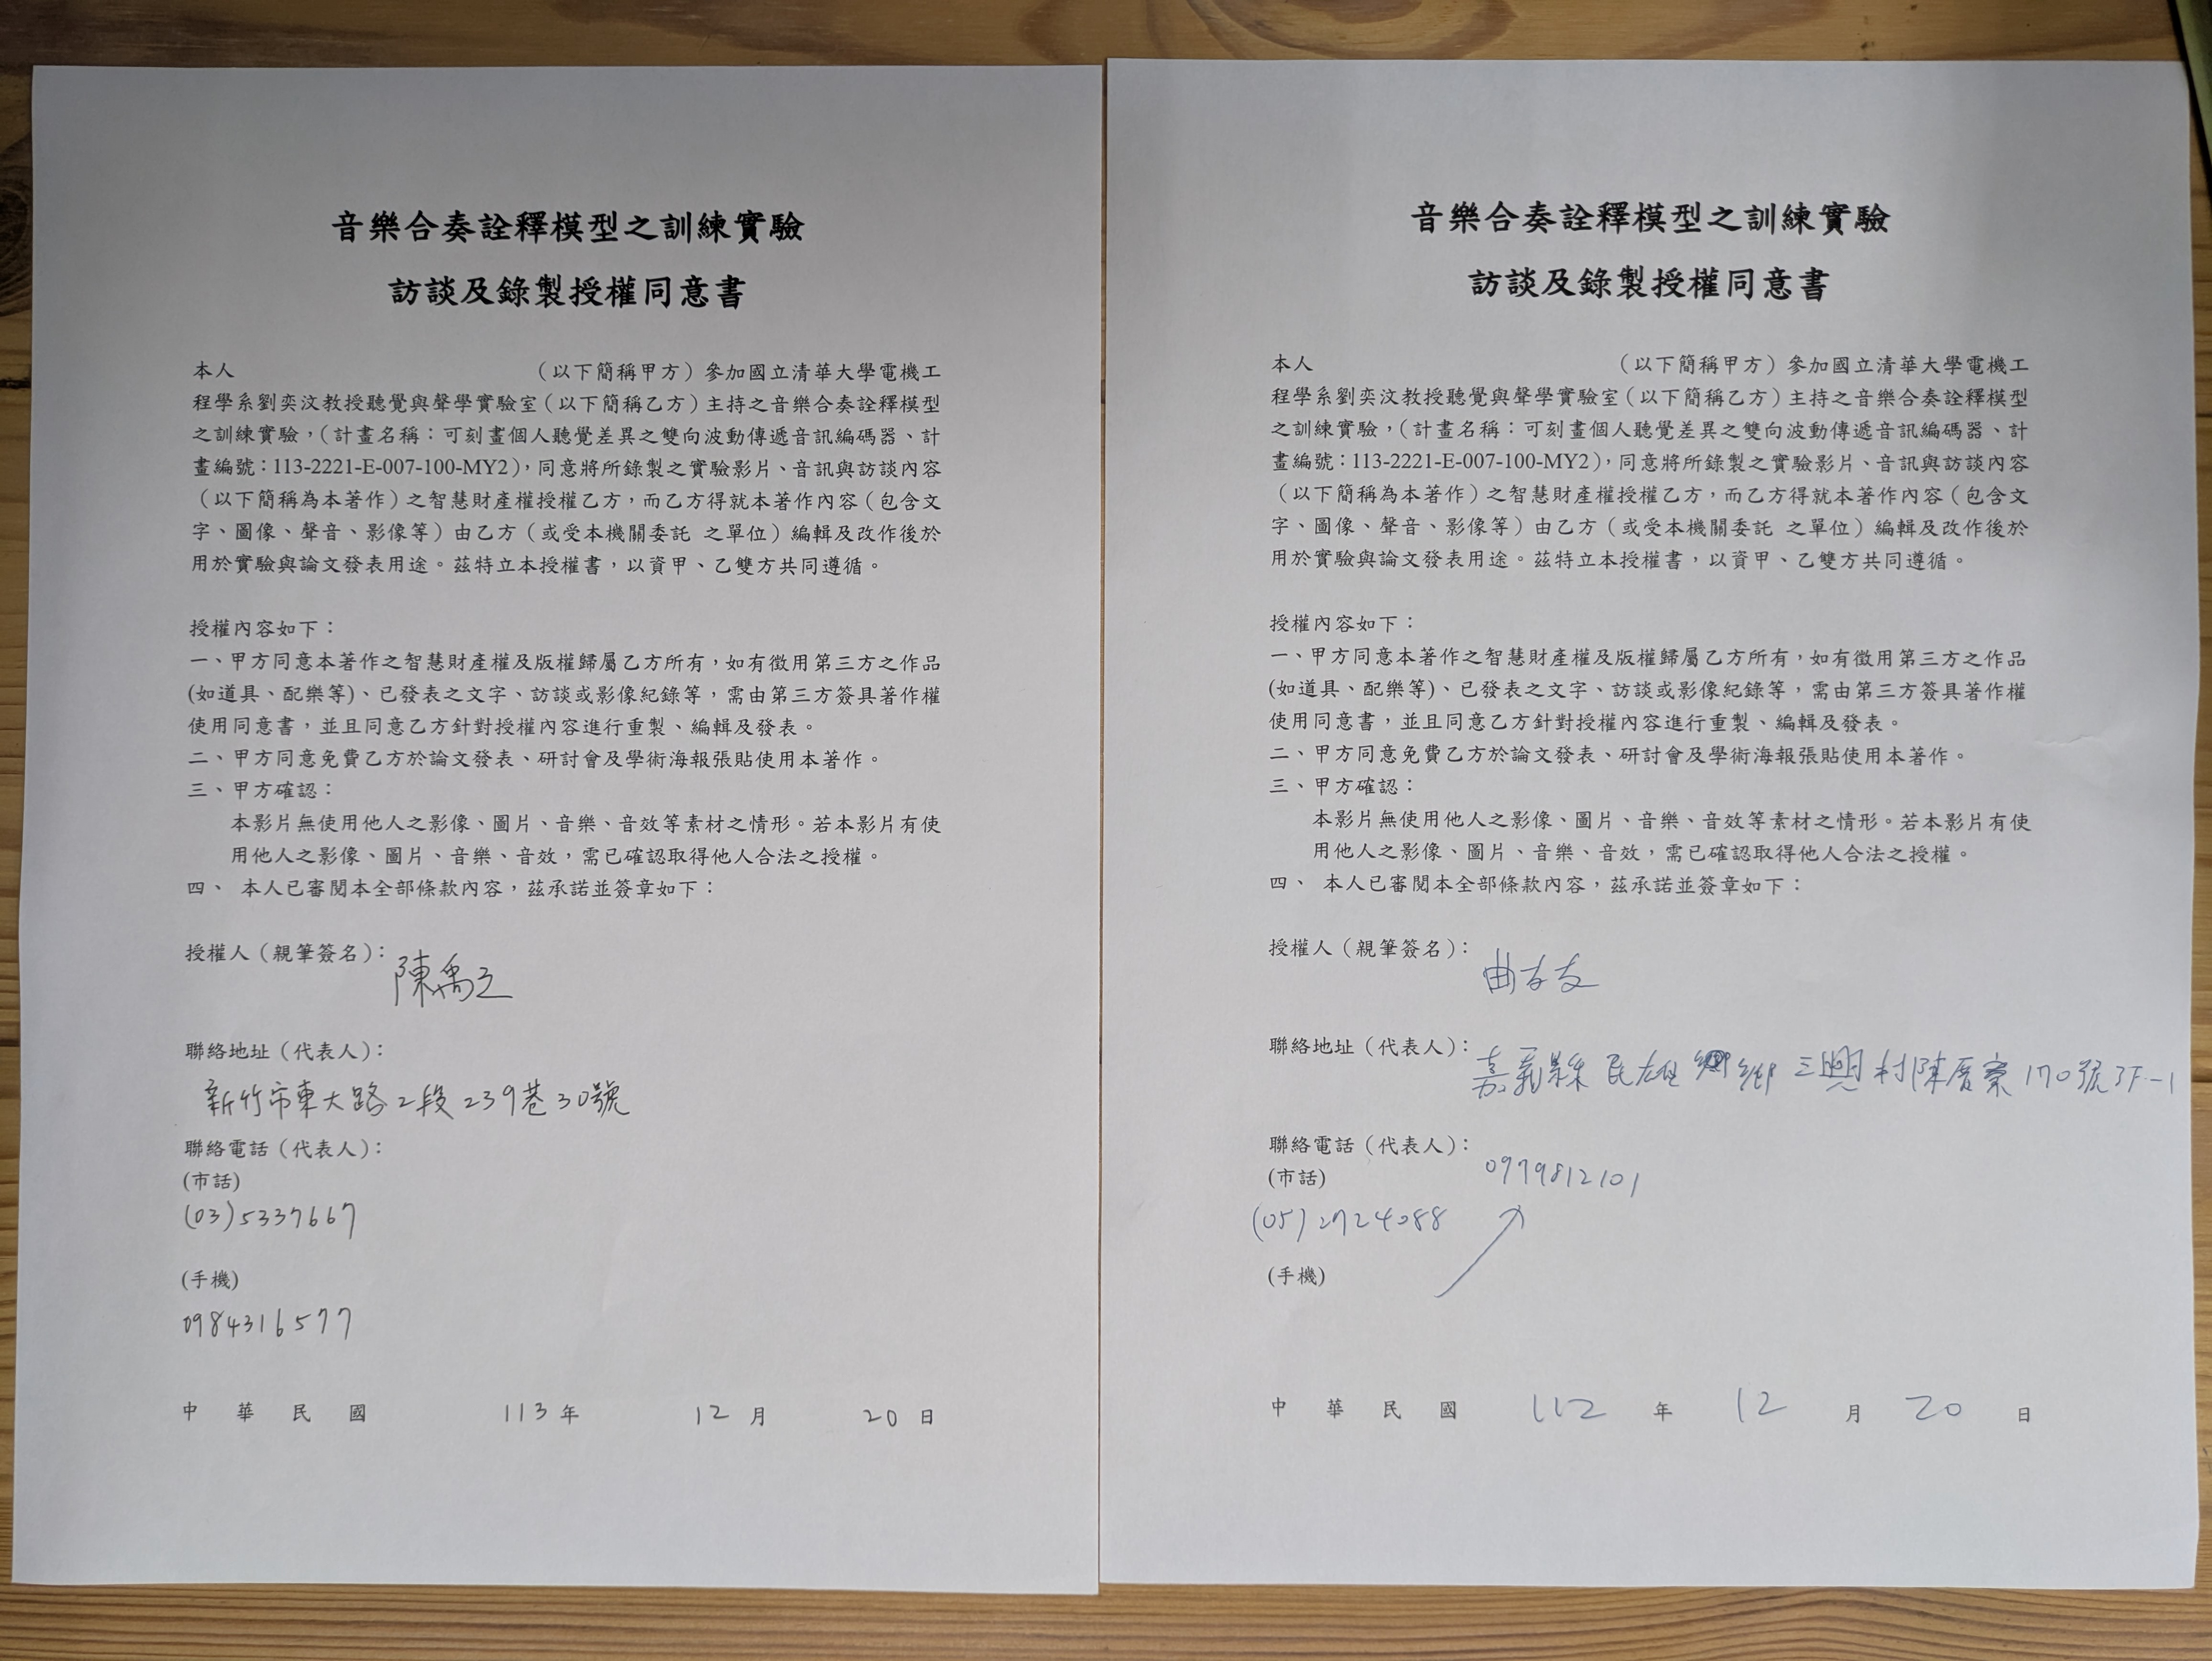 音樂合奏詮釋模型之訓練實驗
訪談及錄製授權同意書
本人 （以下簡稱甲方）參加國立清華大學電機工
程學系劉奕汶教授聽覺與聲學實驗室（以下簡稱乙方）主持之音樂合奏詮釋模型
之訓練實驗，（計畫名稱：可刻畫個人聽覺差異之雙向波動傳遞音訊編碼器、計
畫編號：113-2221-E-007-100-MY2），同意將所錄製之實驗影片、音訊與訪談內容
（以下簡稱為本著作）之智慧財產權授權乙方，而乙方得就本著作內容（包含文
字、圖像、聲音、影像等）由乙方（或受本機關委託 之單位）編輯及改作後於
用於實驗與論文發表用途。茲特立本授權書，以資甲、乙雙方共同遵循。
授權內容如下：
一、甲方同意本著作之智慧財產權及版權歸屬乙方所有，如有徵用第三方之作品
(如道具、配樂等)、已發表之文字、訪談或影像紀錄等，需由第三方簽具著作權
使用同意書，並且同意乙方針對授權內容進行重製、編輯及發表。
二、甲方同意免費乙方於論文發表、研討會及學術海報張貼使用本著作。
三、甲方確認：
本影片無使用他人之影像、圖片、音樂、音效等素材之情形。若本影片有使
用他人之影像、圖片、音樂、音效，需已確認取得他人合法之授權。
四、 本人已審閱本全部條款內容，茲承諾並簽章如下：
授權人（親筆簽名）：
陳禹之
聯絡地址（代表人）：
新竹市東大路2段239巷30號
聯絡電話（代表人）：
(市話)
(03)5337667
(手機)
0984316577
中 華 民 國 113 年 12 月 20 日
音樂合奏詮釋模型之訓練實驗
訪談及錄製授權同意書
本人 （以下簡稱甲方）參加國立清華大學電機工
程學系劉奕汶教授聽覺與聲學實驗室（以下簡稱乙方）主持之音樂合奏詮釋模型
之訓練實驗，（計畫名稱：可刻畫個人聽覺差異之雙向波動傳遞音訊編碼器、計
畫編號：113-2221-E-007-100-MY2），同意將所錄製之實驗影片、音訊與訪談內容
（以下簡稱為本著作）之智慧財產權授權乙方，而乙方得就本著作內容（包含文
字、圖像、聲音、影像等）由乙方（或受本機關委託 之單位）編輯及改作後於
用於實驗與論文發表用途。茲特立本授權書，以資甲、乙雙方共同遵循。
授權內容如下：
一、甲方同意本著作之智慧財產權及版權歸屬乙方所有，如有徵用第三方之作品
(如道具、配樂等)、已發表之文字、訪談或影像紀錄等，需由第三方簽具著作權
使用同意書，並且同意乙方針對授權內容進行重製、編輯及發表。
二、甲方同意免費乙方於論文發表、研討會及學術海報張貼使用本著作。
三、甲方確認：
本影片無使用他人之影像、圖片、音樂、音效等素材之情形。若本影片有使
用他人之影像、圖片、音樂、音效，需已確認取得他人合法之授權。
四、 本人已審閱本全部條款內容，茲承諾並簽章如下：
授權人（親筆簽名）：
曲友友
聯絡地址（代表人）：
嘉義縣民雄鄉三興村陳厝寮170號3F-1
聯絡電話（代表人）：
0979812101
(市話)
(05)2724088
(手機)
中 華 民 國 112 年 12 月 20 日